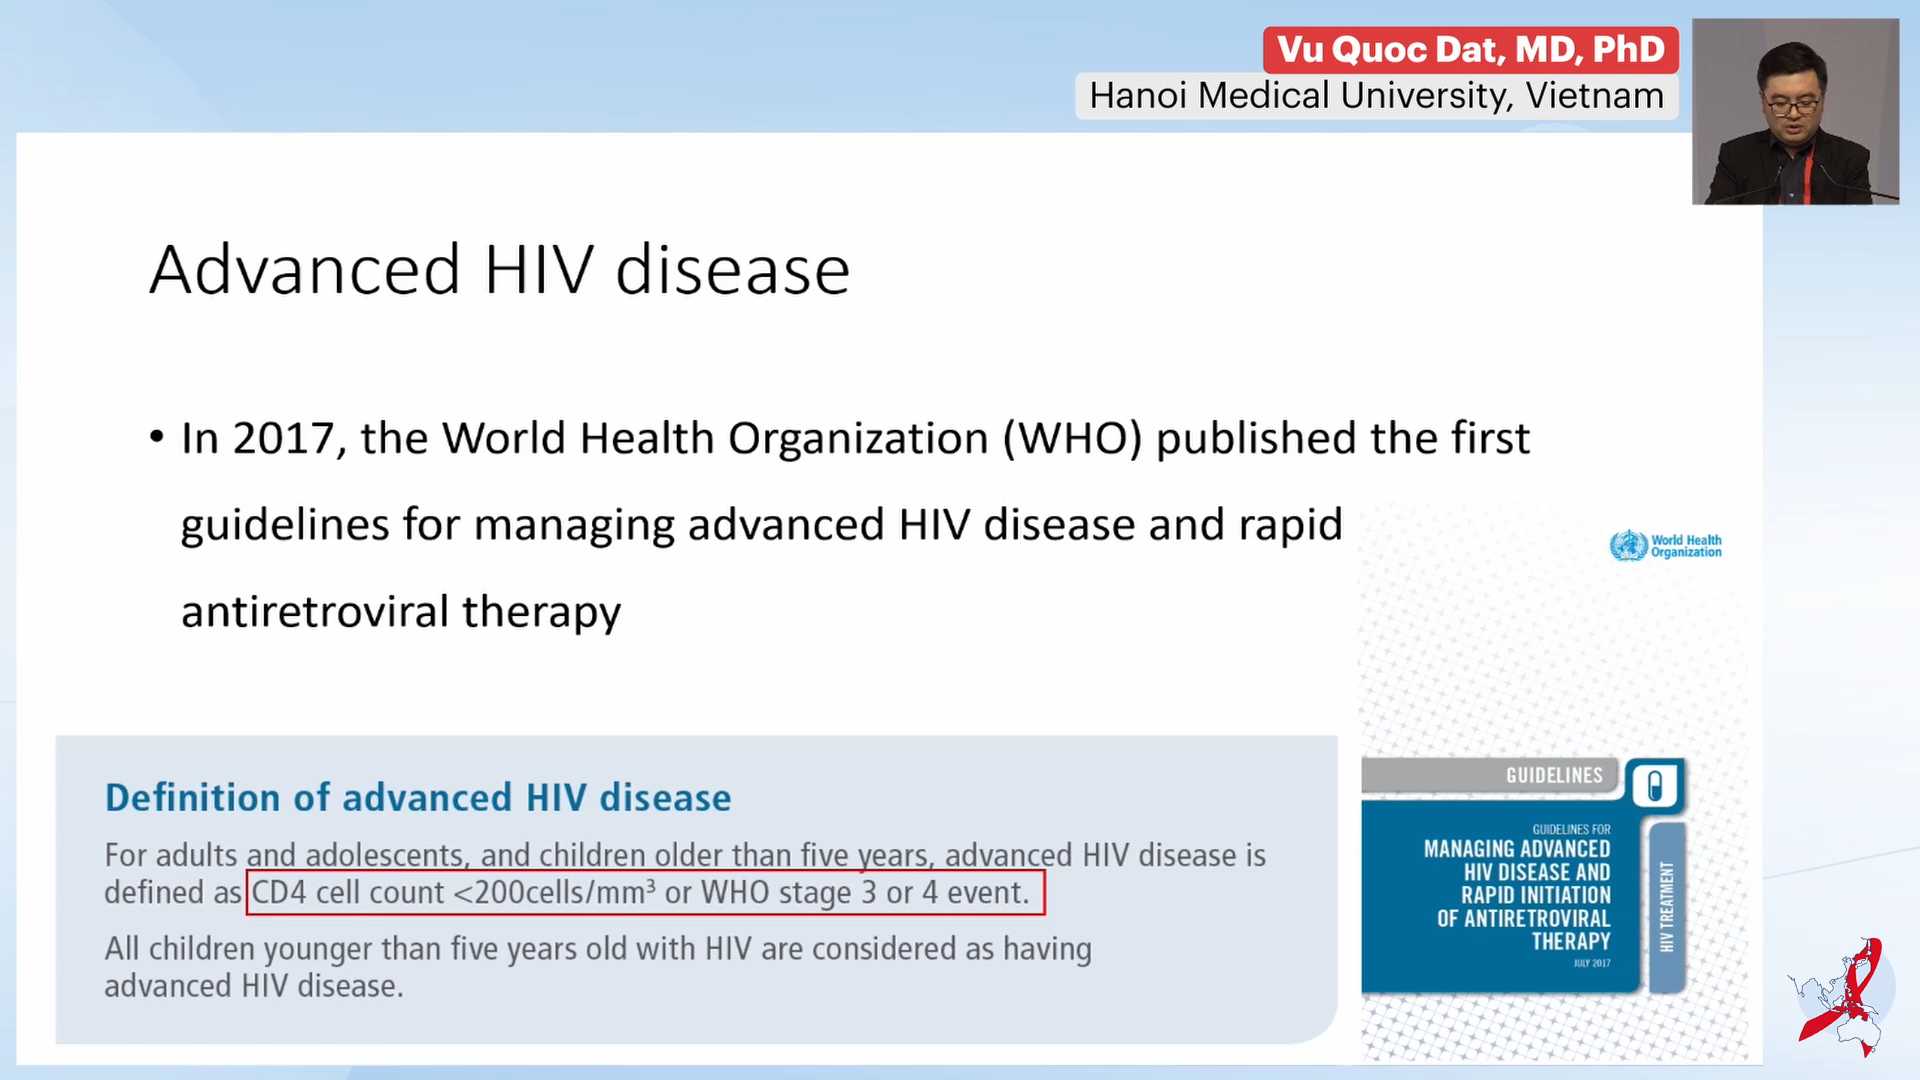 Vu Quoc Dat, MD, PhD
Hanoi Medical University, Vietnam
Advanced HIV disease
• In 2017, the World Health Organization (WHO) published the first
guidelines for managing advanced HIV disease and rapid
antiretroviral therapy
World Health
Organization
Definition of advanced HIV disease
For adults and adolescents, and children older than five years, advanced HIV disease is
defined as CD4 cell count <200cells/mm³ or WHO stage 3 or 4 event.
All children younger than five years old with HIV are considered as having
advanced HIV disease.
GUIDELINES
GUIDELINES FOR
MANAGING ADVANCED
HIV DISEASE AND
RAPID INITIATION
OF ANTIRETROVIRAL
THERAPY
JULY 2017
HIV TREATMENT